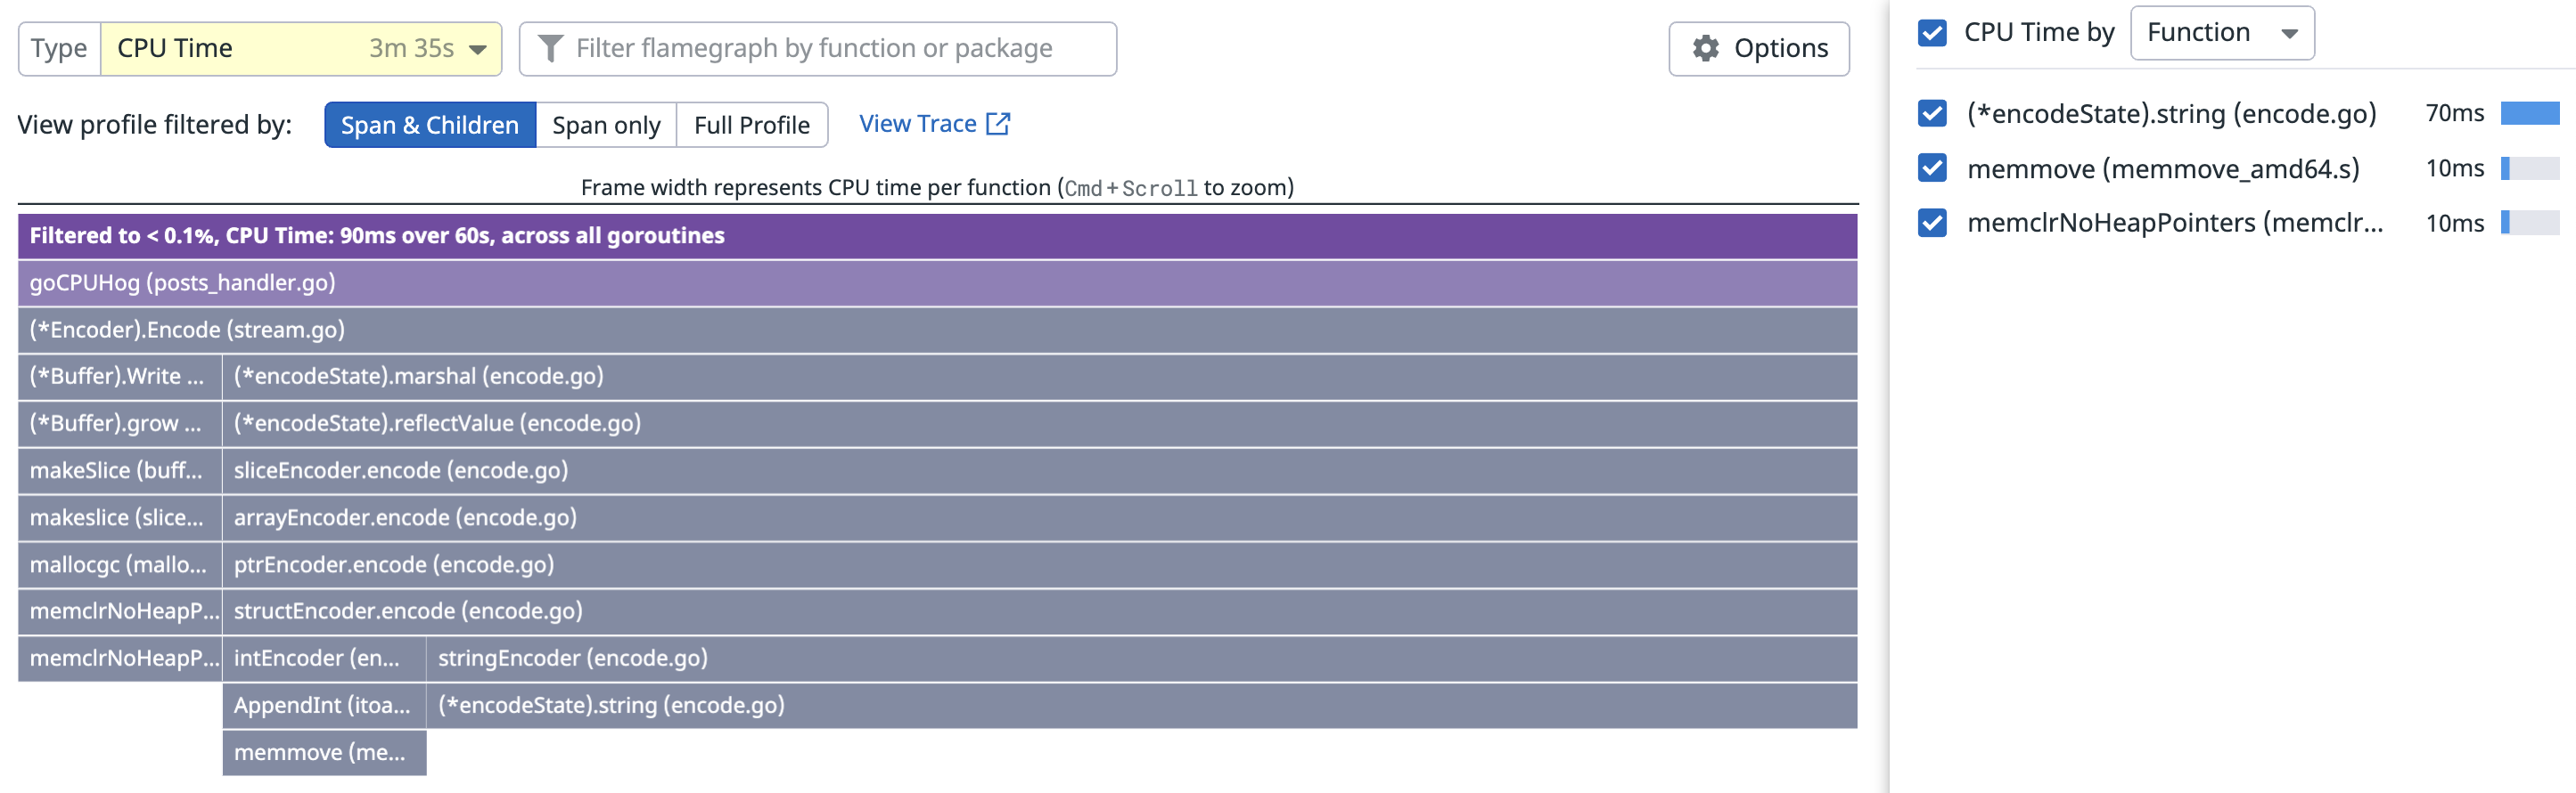 Type CPU Time 3m 35s Filter flamegraph by function or package Options
View profile filtered by: Span & Children Span only Full Profile View Trace
Frame width represents CPU time per function (Cmd+Scroll to zoom)
Filtered to < 0.1%, CPU Time: 90ms over 60s, across all goroutines
goCPUHog (posts_handler.go)
(*Encoder).Encode (stream.go)
(*Buffer).Write ... (*encodeState).marshal (encode.go)
(*Buffer).grow ... (*encodeState).reflectValue (encode.go)
makeSlice (buff... sliceEncoder.encode (encode.go)
makeslice (slice... arrayEncoder.encode (encode.go)
mallocgc (mallo... ptrEncoder.encode (encode.go)
memclrNoHeapP... structEncoder.encode (encode.go)
memclrNoHeapP... intEncoder (en... stringEncoder (encode.go)
AppendInt (itoa... (*encodeState).string (encode.go)
memmove (me...
CPU Time by Function
(*encodeState).string (encode.go) 70ms
memmove (memmove_amd64.s) 10ms
memclrNoHeapPointers (memclr... 10ms